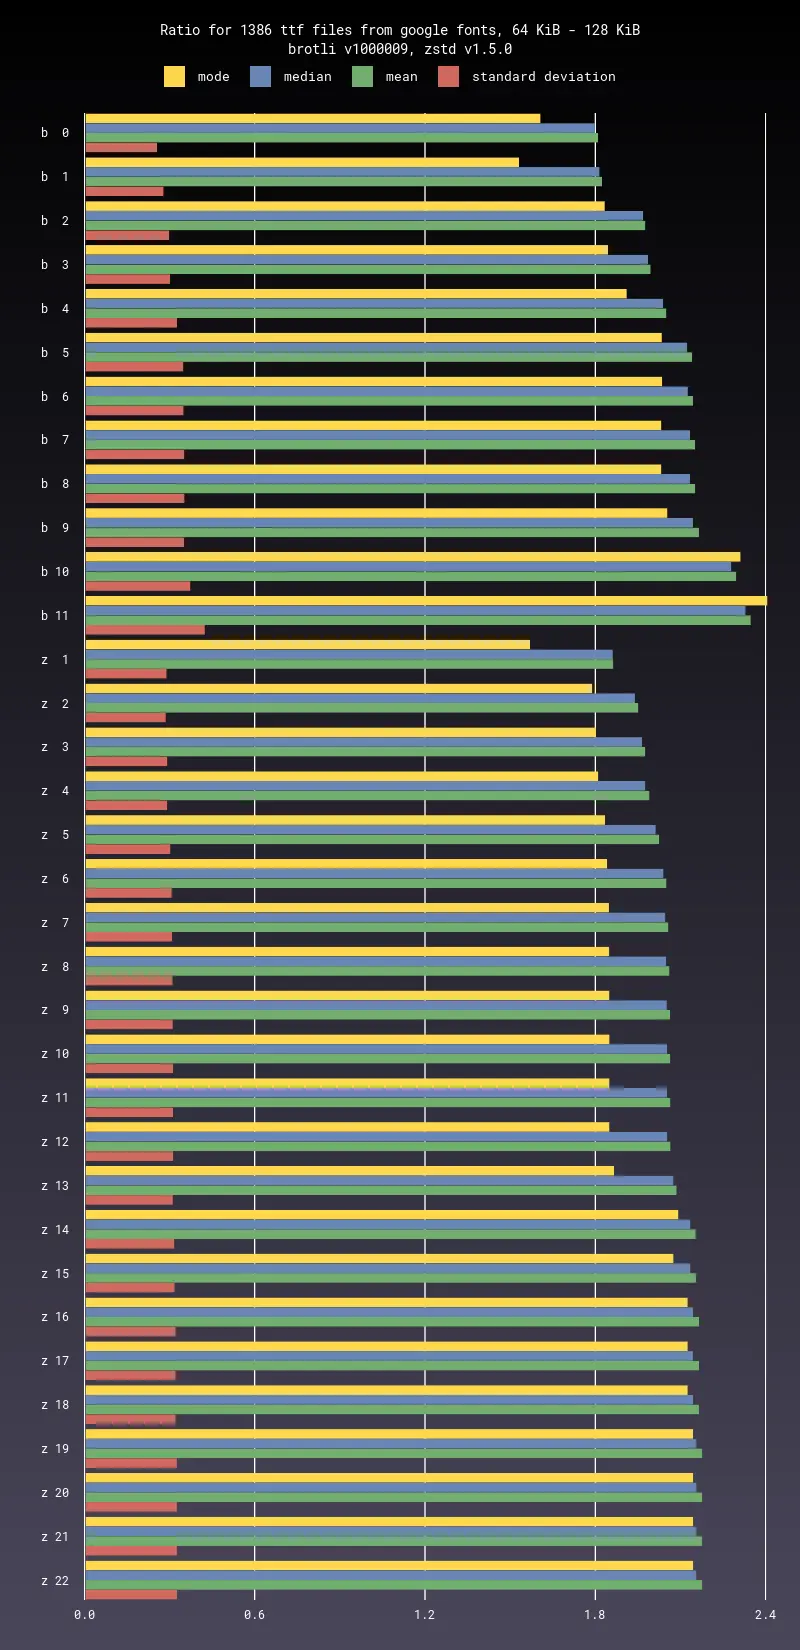 Ratio for 1386 ttf files from google fonts, 64 KiB - 128 KiB
brotli v1000009, zstd v1.5.0
mode median mean standard deviation
b 0
b 1
b 2
b 3
b 4
b 5
b 6
b 7
b 8
b 9
b 10
b 11
z 1
z 2
z 3
z 4
z 5
z 6
z 7
z 8
z 9
z 10
z 11
z 12
z 13
z 14
z 15
z 16
z 17
z 18
z 19
z 20
z 21
z 22
0.0 0.6 1.2 1.8 2.4